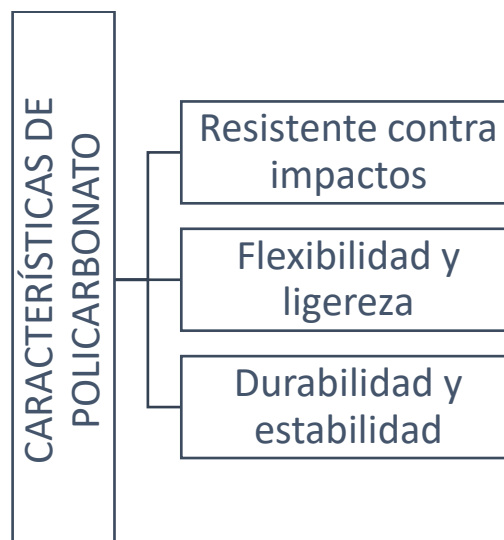 CARACTERÍSTICAS DE
POLICARBONATO
Resistente contra
impactos
Flexibilidad y
ligereza
Durabilidad y
estabilidad